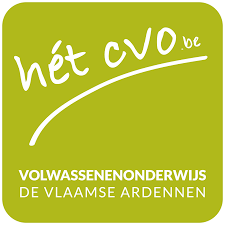 hét cvo.be
VOLWASSENENONDERWIJS
DE VLAAMSE ARDENNEN